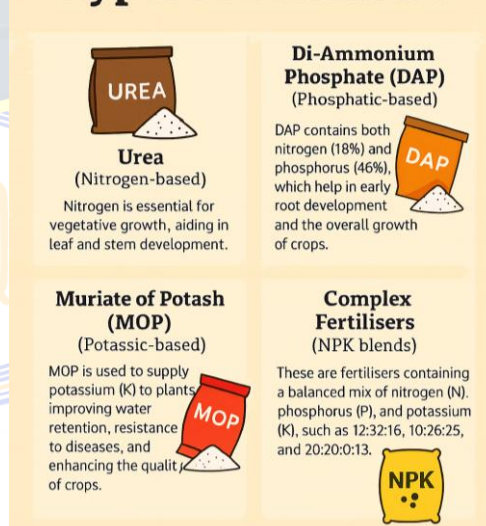 UREA
Urea
(Nitrogen-based)
Nitrogen is essential for
vegetative growth, aiding in
leaf and stem development.
Di-Ammonium
Phosphate (DAP)
(Phosphatic-based)
DAP contains both
nitrogen (18%) and
phosphorus (46%),
which help in early
root development
and the overall growth
of crops.
DAP
Muriate of Potash
(MOP)
(Potassic-based)
MOP is used to supply
potassium (K) to plants
improving water
retention, resistance
to diseases, and
enhancing the qualit
of crops.
MOP
Complex
Fertilisers
(NPK blends)
These are fertilisers containing
a balanced mix of nitrogen (N).
phosphorus (P), and potassium
(K), such as 12:32:16, 10:26:25,
and 20:20:0:13.
NPK